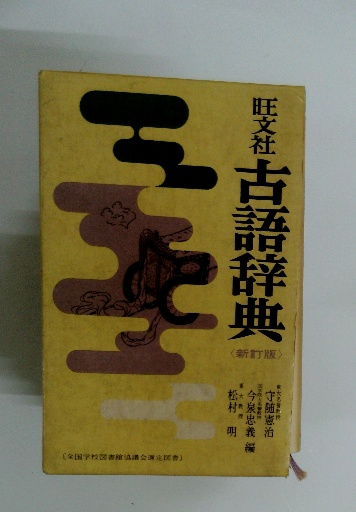 旺文社
古語辞典
〈新訂版〉
守随憲治
今泉忠義
松村 明
編
(全国学校図書館協議会選定図書)